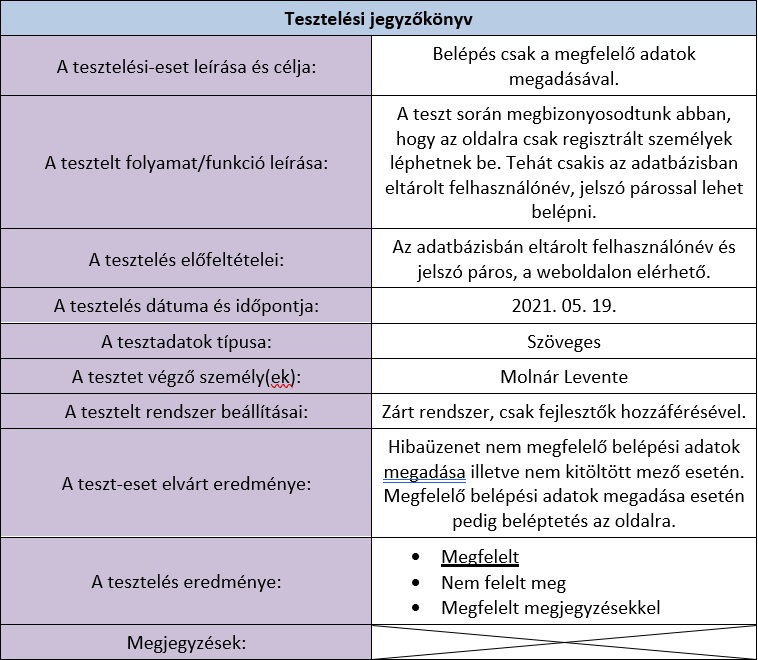 Tesztelési jegyzőkönyv
A tesztelési-eset leírása és célja:
Belépés csak a megfelelő adatok
megadásával.
A tesztelt folyamat/funkció leírása:
A teszt során megbizonyosodtunk abban,
hogy az oldalra csak regisztrált személyek
léphetnek be. Tehát csakis az adatbázisban
eltárolt felhasználónév, jelszó párossal lehet
belépni.
A tesztelés előfeltételei:
Az adatbázisbán eltárolt felhasználónév és
jelszó páros, a weboldalon elérhető.
A tesztelés dátuma és időpontja:
2021. 05. 19.
A tesztadatok típusa:
Szöveges
A tesztet végző személy(ek):
Molnár Levente
A tesztelt rendszer beállításai:
Zárt rendszer, csak fejlesztők hozzáférésével.
A teszt-eset elvárt eredménye:
Hibaüzenet nem megfelelő belépési adatok
megadása illetve nem kitöltött mező esetén.
Megfelelő belépési adatok megadása esetén
pedig beléptetés az oldalra.
A tesztelés eredménye:
• Megfelelt
• Nem felelt meg
• Megfelelt megjegyzésekkel
Megjegyzések: